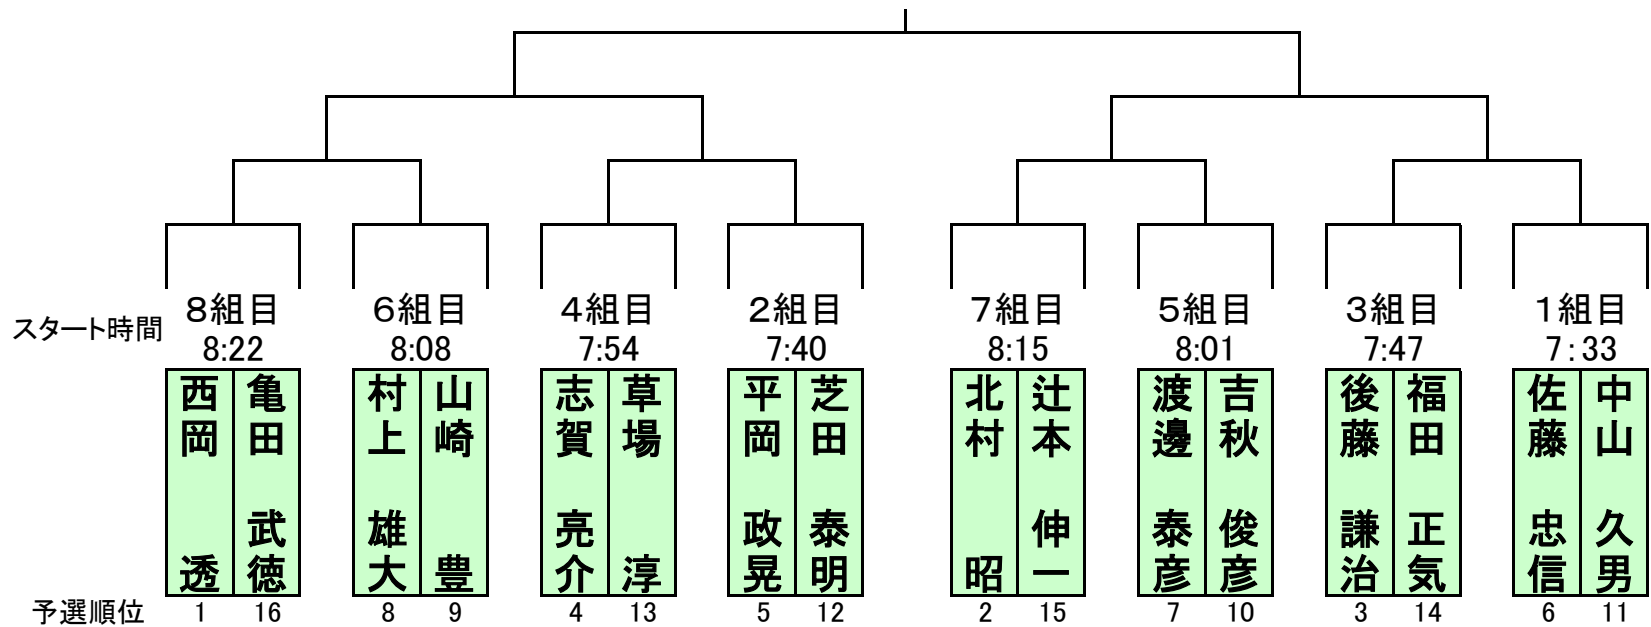 ８組目 ６組目 ４組目 ２組目 ７組目 ５組目 ３組目 １組目
スタート時間 8:22 8:08 7:54 7:40 8:15 8:01 7:47 7：33
西岡 透
亀田 武徳
村上 雄大
山崎 豊
志賀 亮介
草場 淳
平岡 政晃
芝田 泰明
北村 昭
辻本 伸一
渡邊 泰彦
吉秋 俊彦
後藤 謙治
福田 正気
佐藤 忠信
中山 久男
予選順位 1 16 8 9 4 13 5 12 2 15 7 10 3 14 6 11